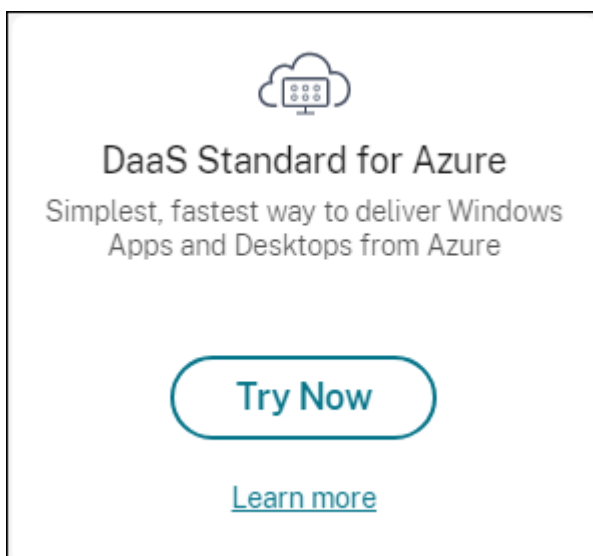 DaaS Standard for Azure
Simplest, fastest way to deliver Windows
Apps and Desktops from Azure
Try Now
Learn more